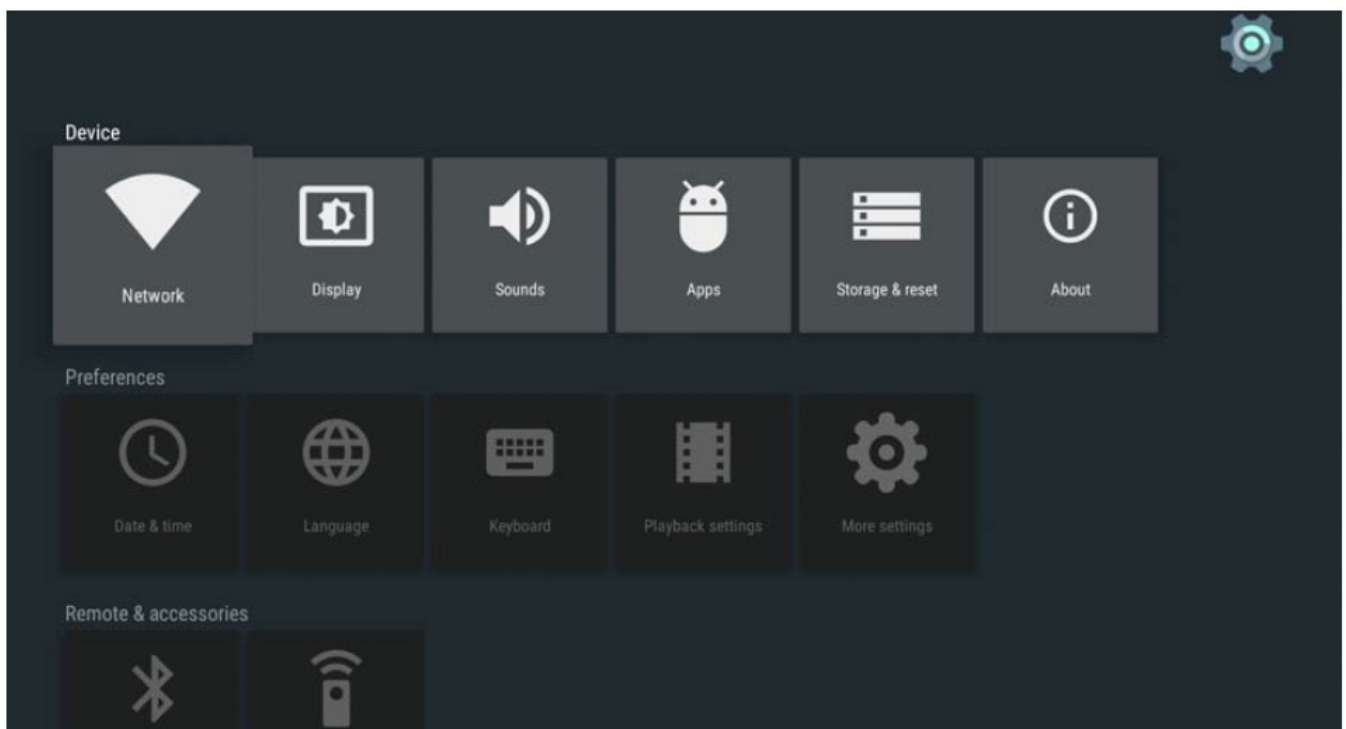 Device
Network
Display
Sounds
Apps
Storage & reset
About
Preferences
Date & time
Language
Keyboard
Playback settings
More settings
Remote & accessories